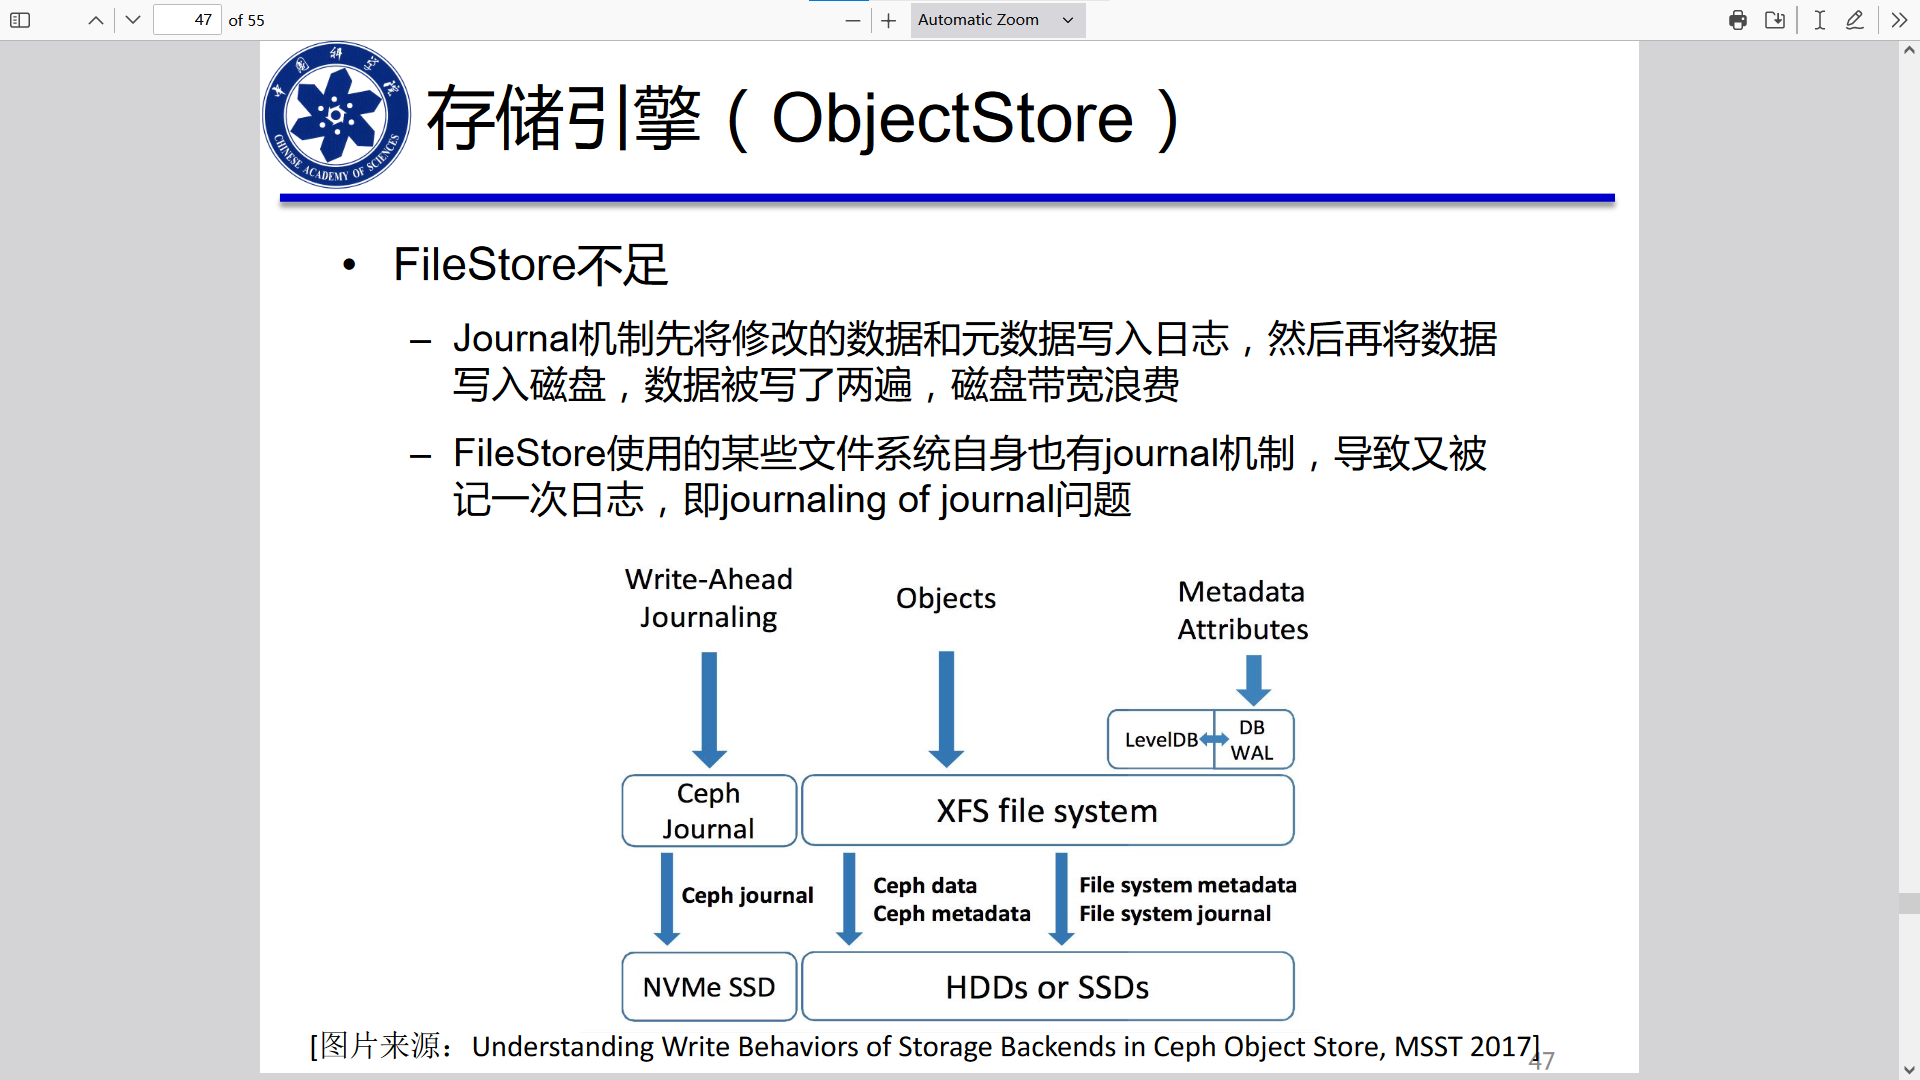 47
of 55
Automatic Zoom
中国科学院
CHINESE ACADEMY OF SCIENCES
存储引擎（ObjectStore）
• FileStore不足
– Journal机制先将修改的数据和元数据写入日志，然后再将数据
写入磁盘，数据被写了两遍，磁盘带宽浪费
– FileStore使用的某些文件系统自身也有journal机制，导致又被
记一次日志，即journaling of journal问题
Write-Ahead
Journaling
Objects
Metadata
Attributes
LevelDB
DB
WAL
Ceph
Journal
XFS file system
Ceph journal
Ceph data
Ceph metadata
File system metadata
File system journal
NVMe SSD
HDDs or SSDs
[图片来源：Understanding Write Behaviors of Storage Backends in Ceph Object Store, MSST 2017]
47